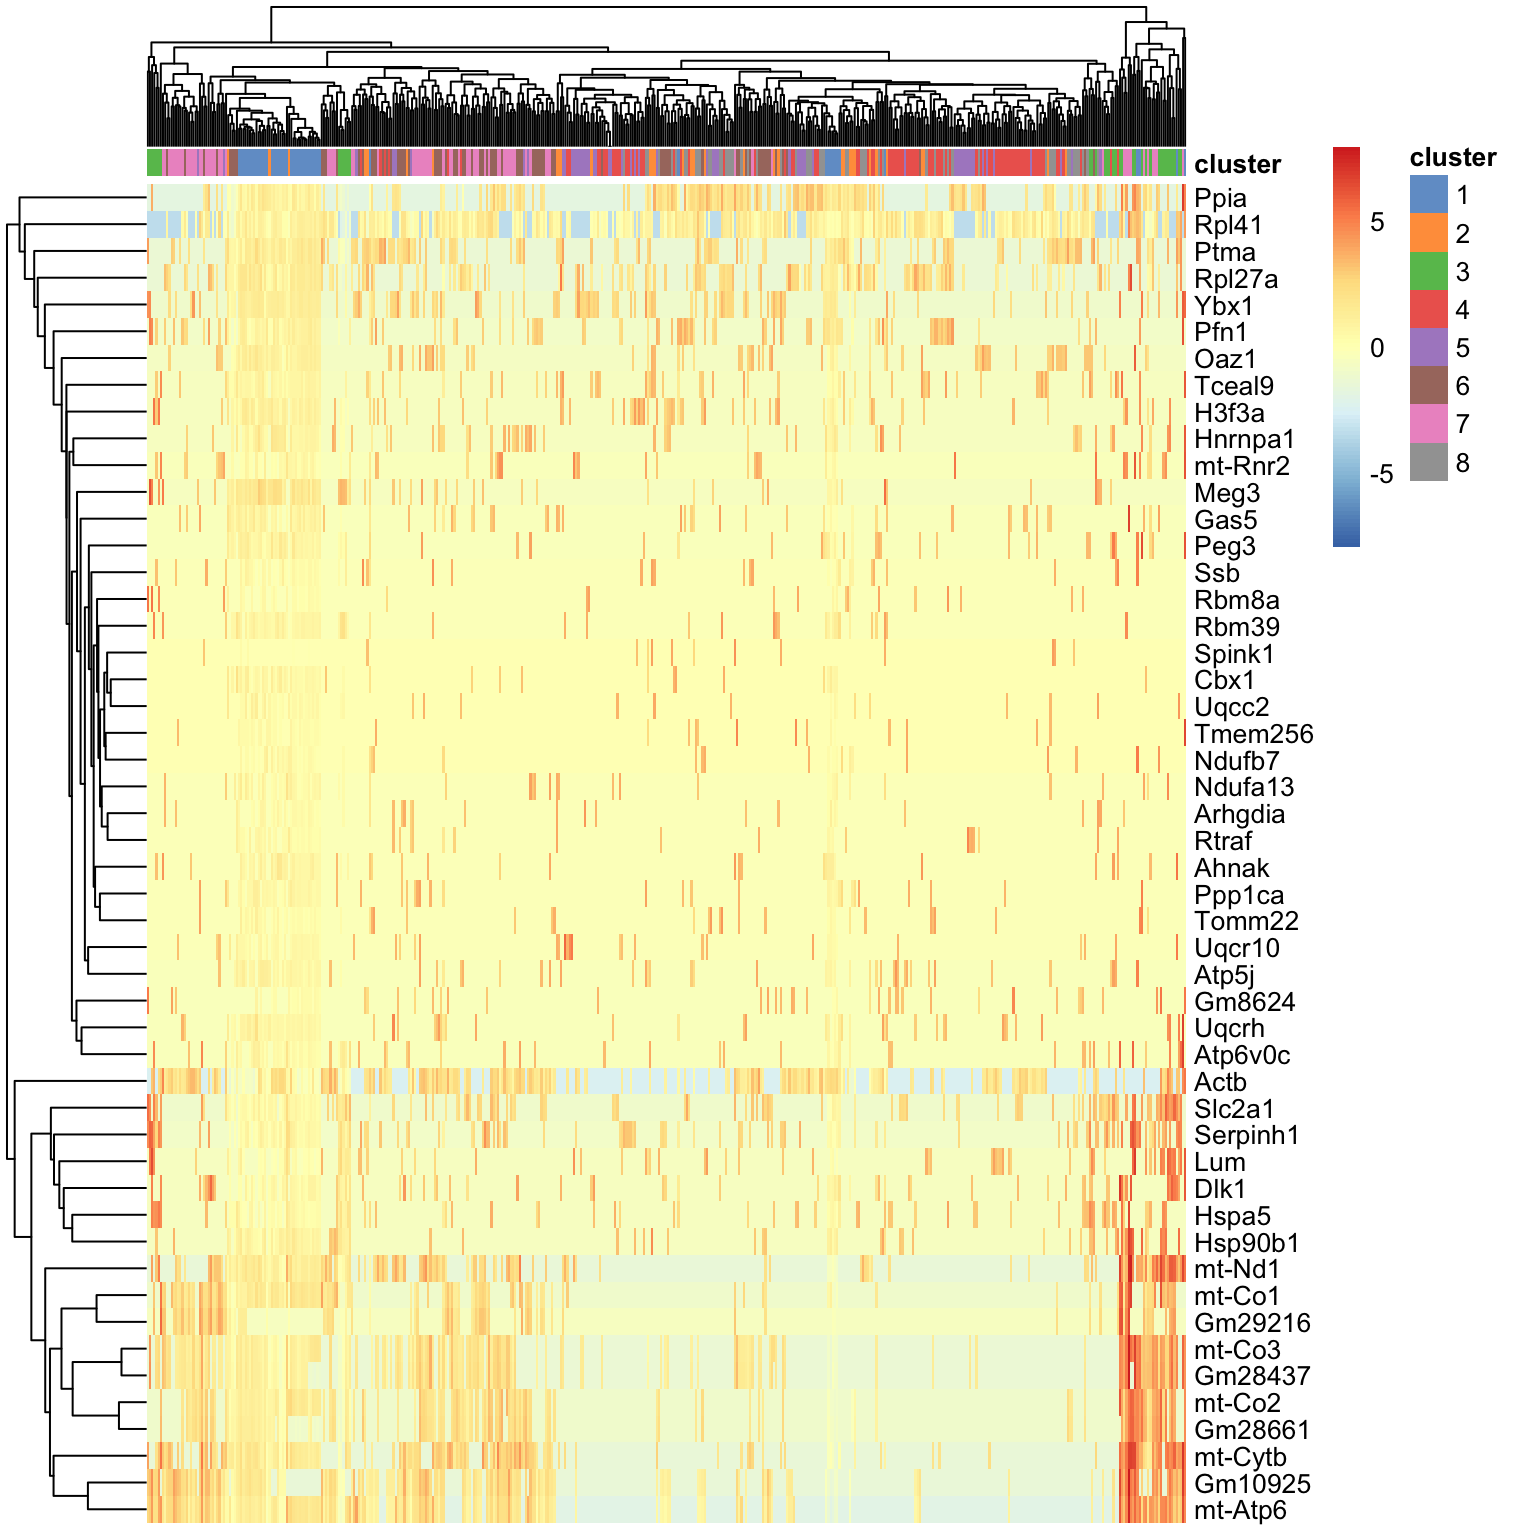 cluster
Ppia
Rpl41
Ptma
Rpl27a
Ybx1
Pfn1
Oaz1
Tceal9
H3f3a
Hnrnpa1
mt-Rnr2
Meg3
Gas5
Peg3
Ssb
Rbm8a
Rbm39
Spink1
Cbx1
Uqcc2
Tmem256
Ndufb7
Ndufa13
Arhgdia
Rtraf
Ahnak
Ppp1ca
Tomm22
Uqcr10
Atp5j
Gm8624
Uqcrh
Atp6v0c
Actb
Slc2a1
Serpinh1
Lum
Dlk1
Hspa5
Hsp90b1
mt-Nd1
mt-Co1
Gm29216
mt-Co3
Gm28437
mt-Co2
Gm28661
mt-Cytb
Gm10925
mt-Atp6
5
0
-5
cluster
1
2
3
4
5
6
7
8